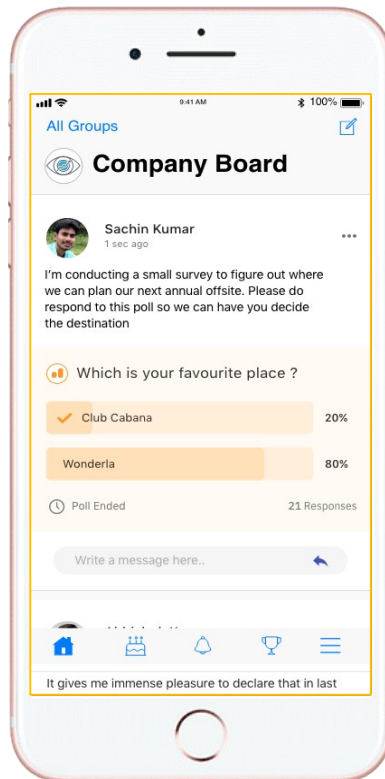 9:41 AM
100%
All Groups
Company Board
Sachin Kumar
1 sec ago
I'm conducting a small survey to figure out where
we can plan our next annual offsite. Please do
respond to this poll so we can have you decide
the destination
Which is your favourite place ?
Club Cabana 20%
Wonderla 80%
Poll Ended 21 Responses
Write a message here..
It gives me immense pleasure to declare that in last